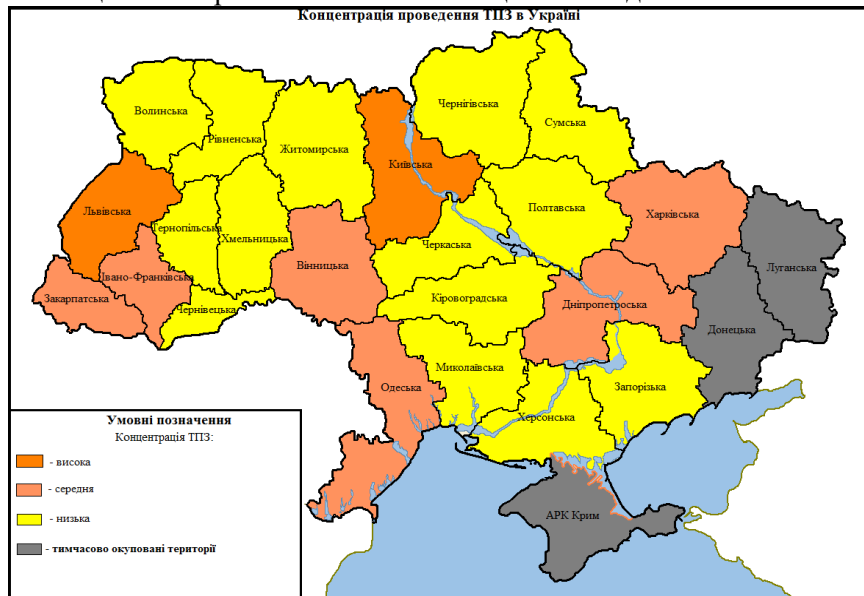 Концентрація проведення ТПЗ в Україні
Волинська
Рівненська
Житомирська
Чернігівська
Сумська
Київська
Львівська
Тернопільська
Хмельницька
Полтавська
Харківська
Черкаська
Вінницька
Івано-Франківська
Закарпатська
Чернівецька
Кіровоградська
Дніпропетроська
Луганська
Донецька
Миколаївська
Одеська
Запорізька
Херсонська
АРК Крим
Умовні позначення
Концентрація ТПЗ:
- висока
- середня
- низька
- тимчасово окуповані території